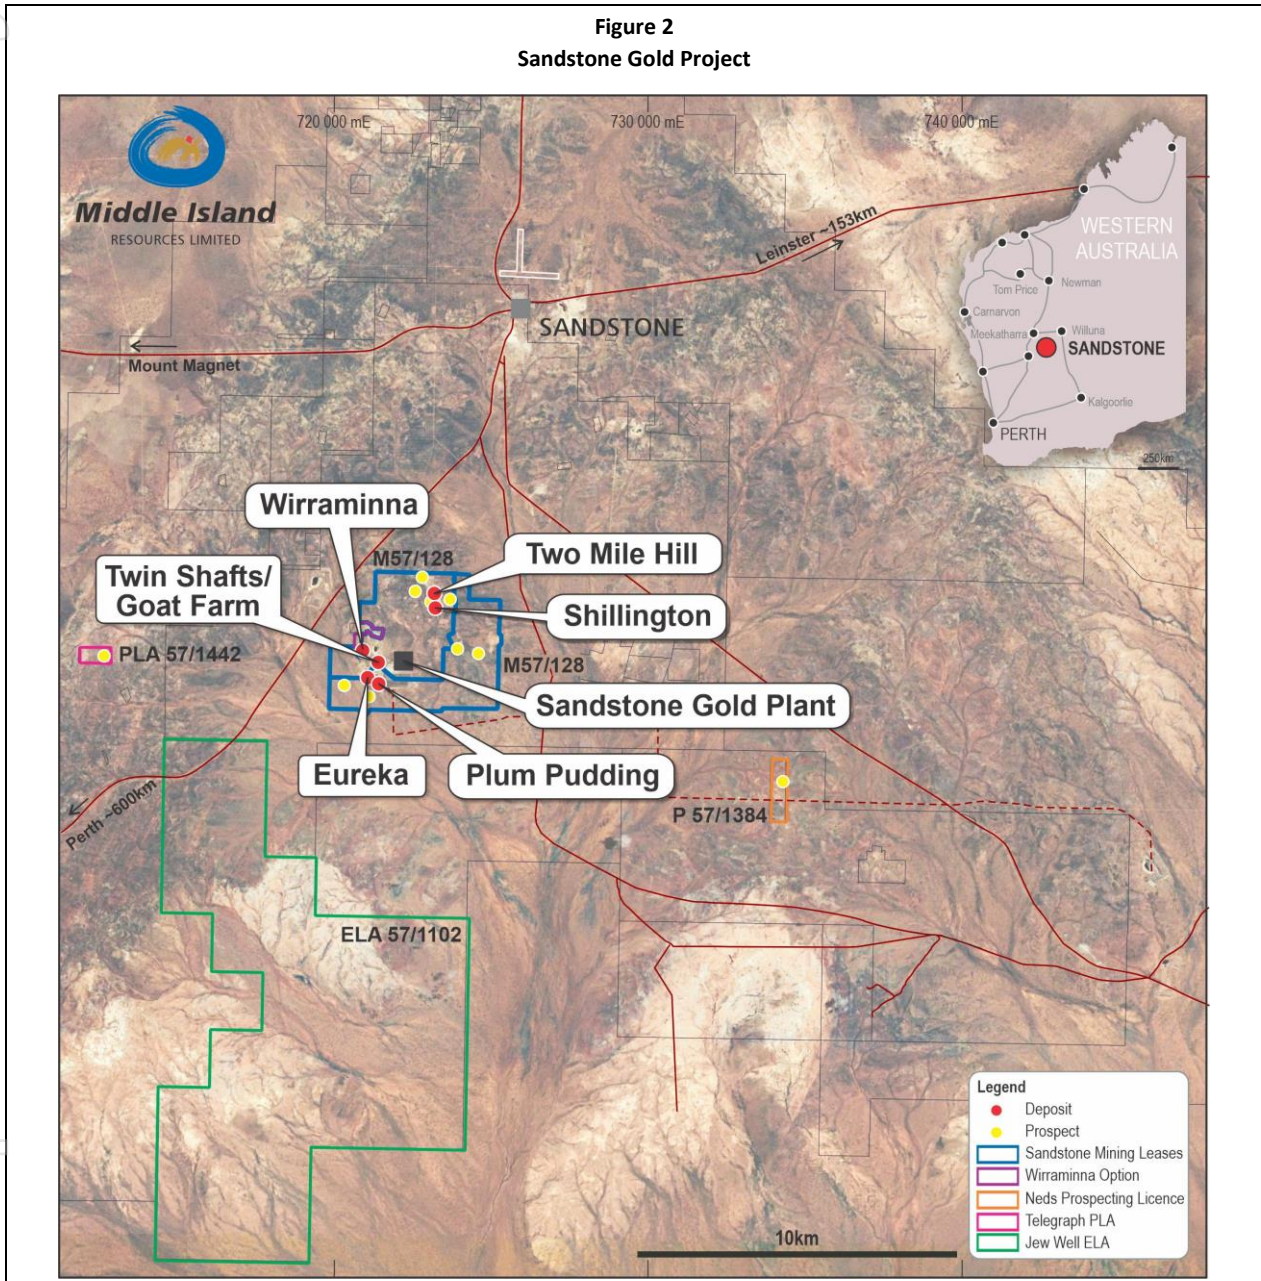 Figure 2
Sandstone Gold Project
720 000 mE
730 000 mE
740 000 mE
Middle Island
RESOURCES LIMITED
WESTERN
AUSTRALIA
Tom Price
Newman
Carnarvon
Meekatharra
Willuna
SANDSTONE
Kalgoorlie
PERTH
250km
Leinster ~153km
SANDSTONE
Mount Magnet
Wirraminna
M57/128
Two Mile Hill
Twin Shafts/
Goat Farm
Shillington
PLA 57/1442
M57/128
Sandstone Gold Plant
Eureka
Plum Pudding
Perth ~600km
P 57/1384
ELA 57/1102
Legend
Deposit
Prospect
Sandstone Mining Leases
Wirraminna Option
Neds Prospecting Licence
Telegraph PLA
Jew Well ELA
10km